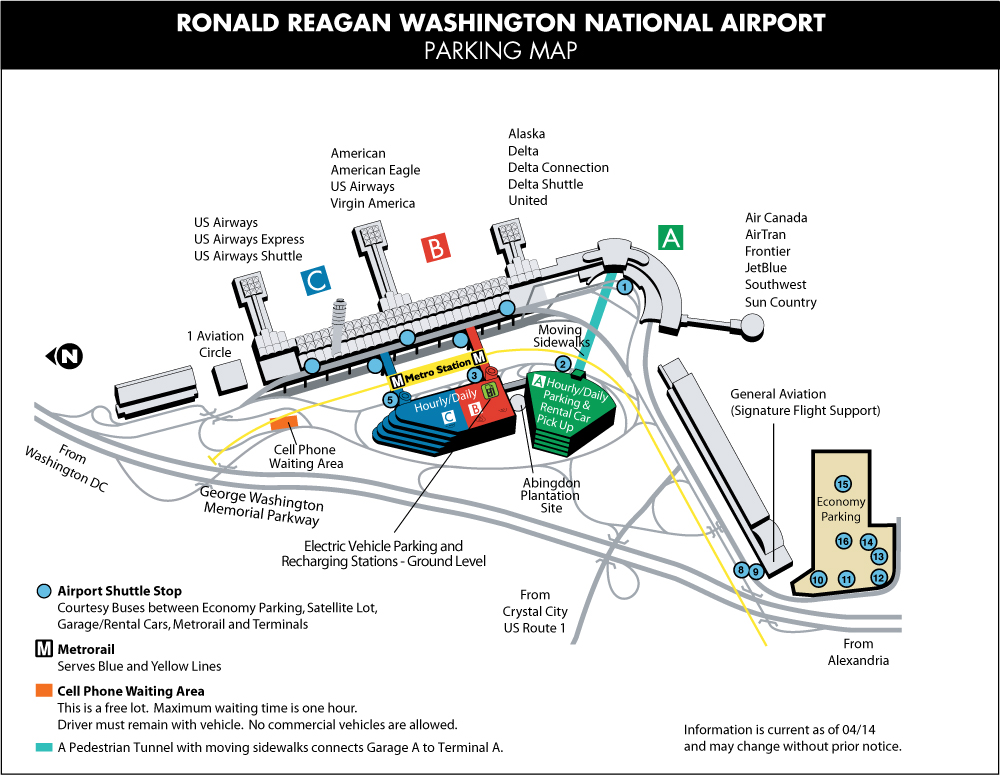 RONALD REAGAN WASHINGTON NATIONAL AIRPORT
PARKING MAP
Alaska
Delta
Delta Connection
Delta Shuttle
United
American
American Eagle
US Airways
Virgin America
US Airways
US Airways Express
US Airways Shuttle
Air Canada
AirTran
Frontier
JetBlue
Southwest
Sun Country
A
B
C
1
N
1 Aviation
Circle
Moving
Sidewalks
M Metro Station M
2
3
5
Hourly/Daily
C
B
A Hourly/Daily
Parking &
Rental Car
Pick Up
General Aviation
(Signature Flight Support)
Cell Phone
Waiting Area
From
Washington DC
George Washington
Memorial Parkway
Abingdon
Plantation
Site
Electric Vehicle Parking and
Recharging Stations - Ground Level
15
Economy
Parking
16
14
13
8
9
10
11
12
From
Crystal City
US Route 1
From
Alexandria
Airport Shuttle Stop
Courtesy Buses between Economy Parking, Satellite Lot,
Garage/Rental Cars, Metrorail and Terminals
M Metrorail
Serves Blue and Yellow Lines
Cell Phone Waiting Area
This is a free lot. Maximum waiting time is one hour.
Driver must remain with vehicle. No commercial vehicles are allowed.
A Pedestrian Tunnel with moving sidewalks connects Garage A to Terminal A.
Information is current as of 04/14
and may change without prior notice.